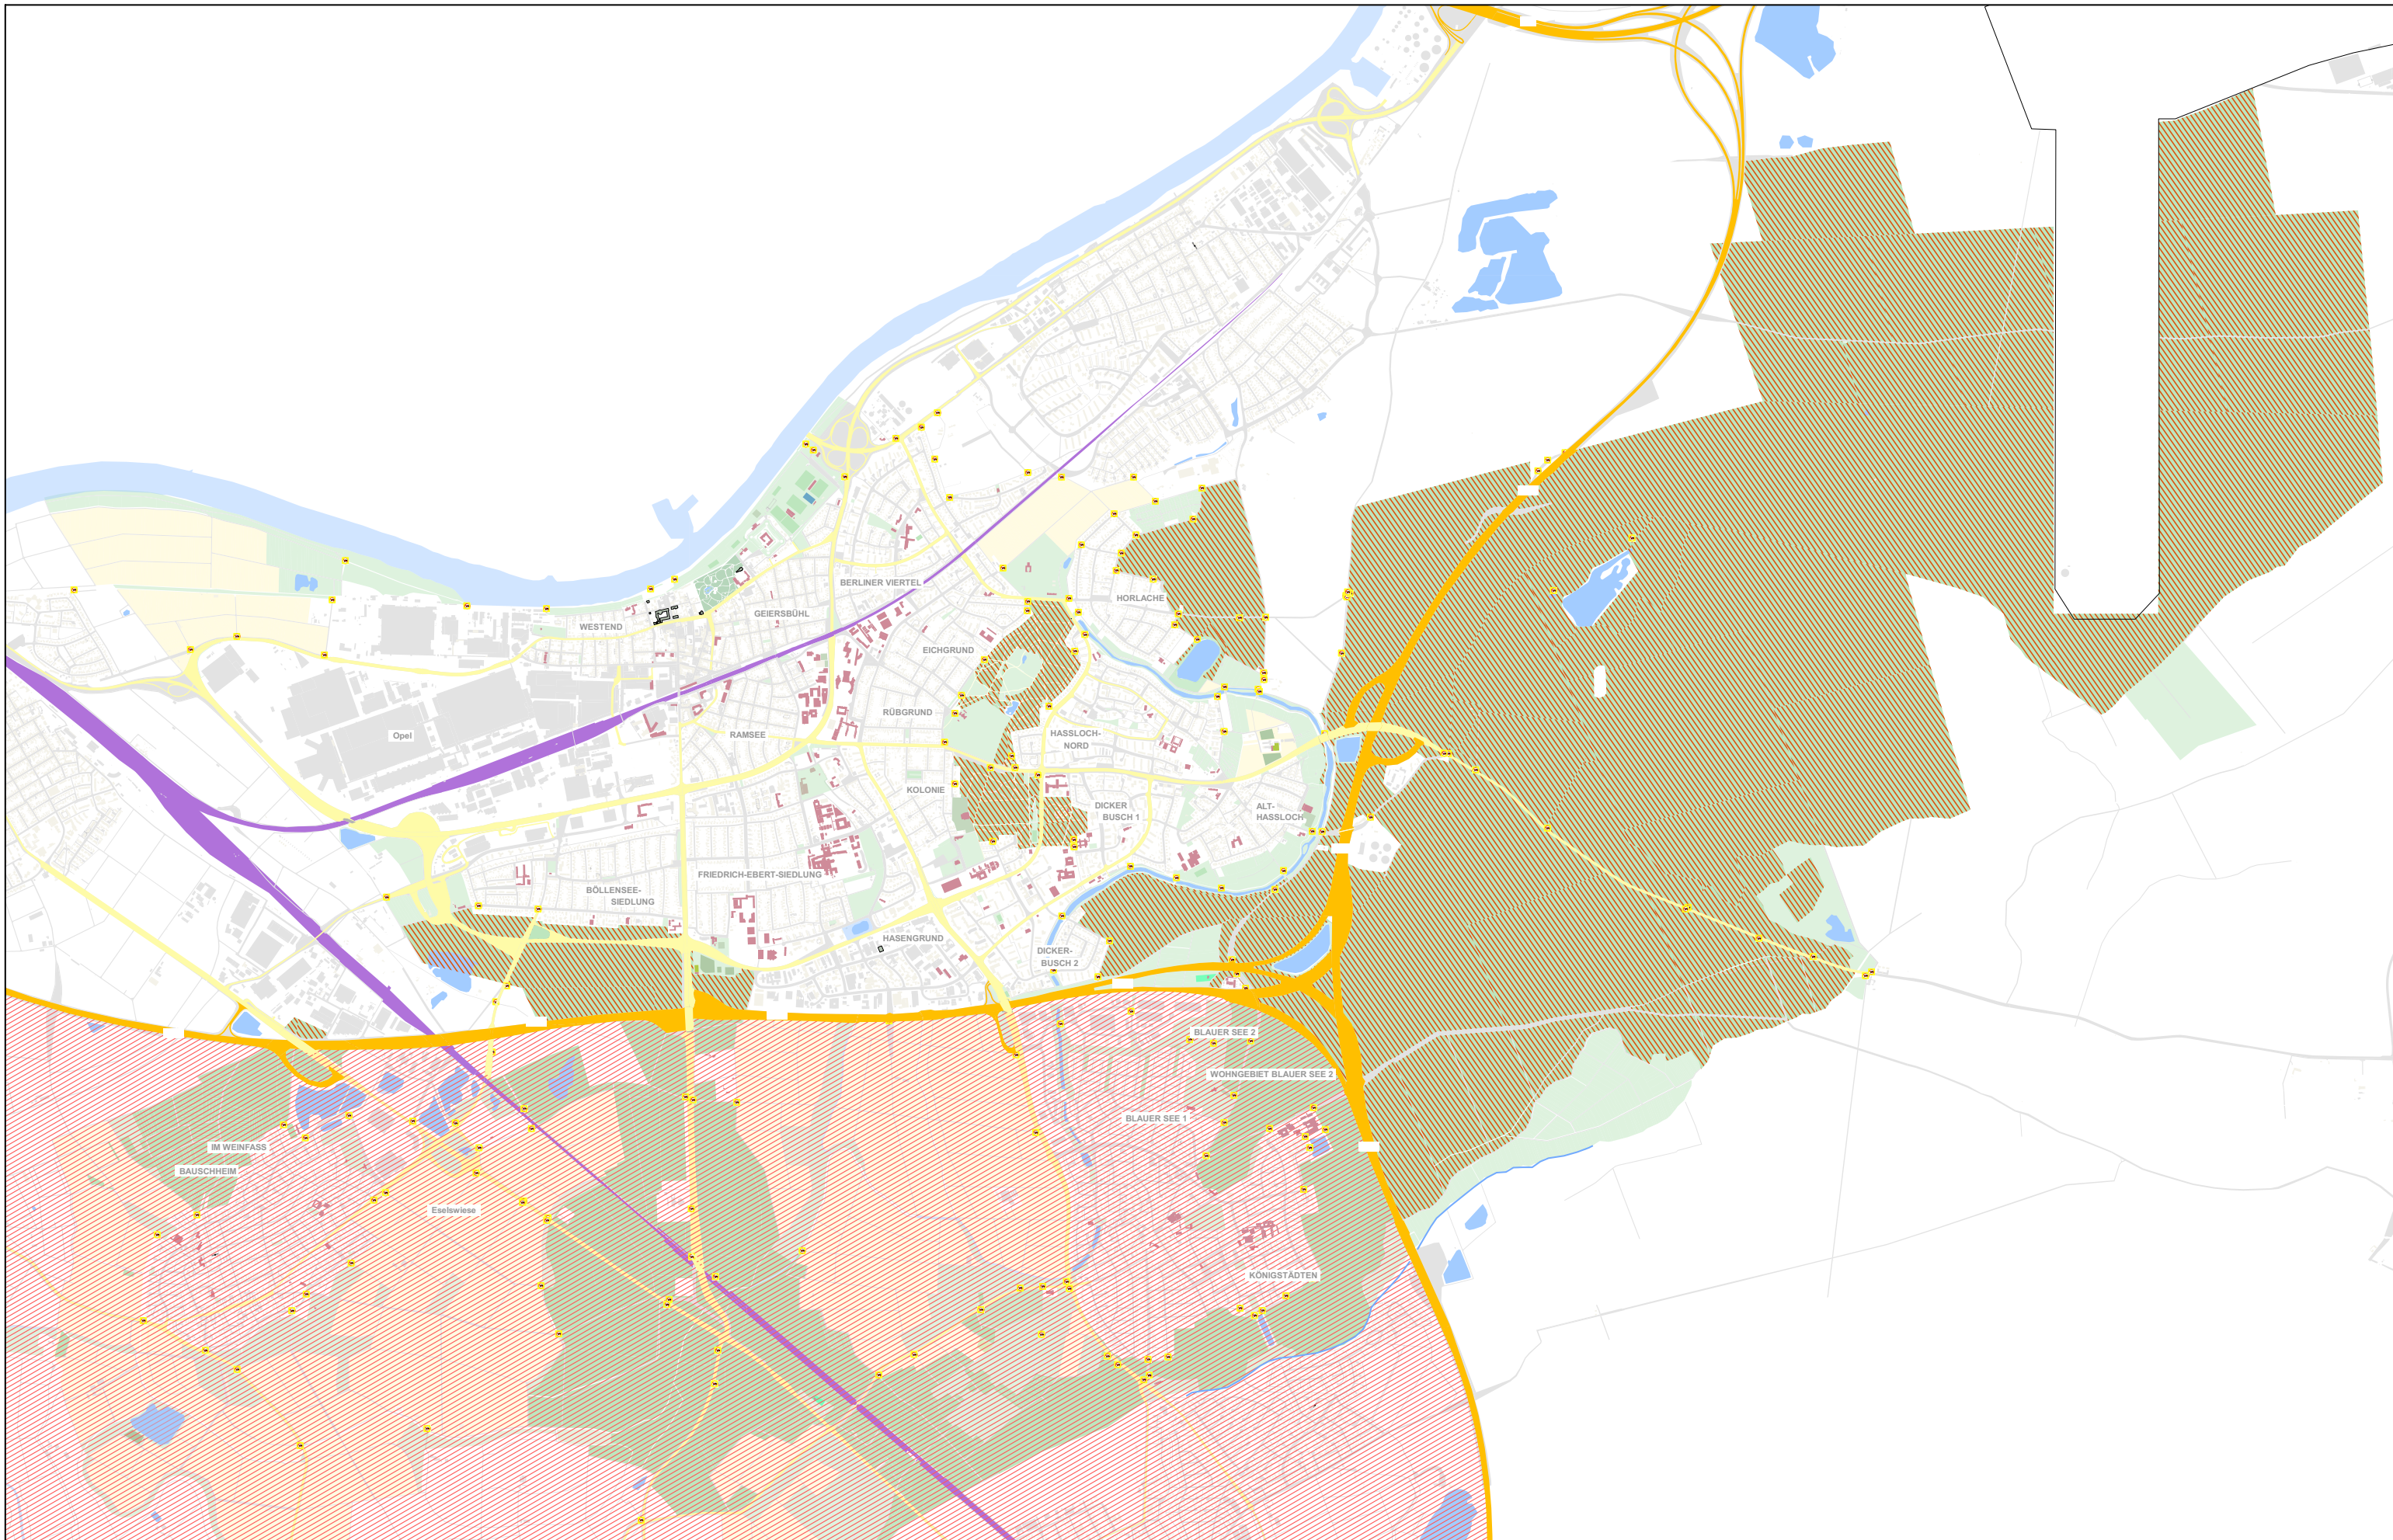 BERLINER VIERTEL
HORLACHE
GEIERSBÜHL
WESTEND
EICHGRUND
RÜBGRUND
Opel
RAMSEE
HASSLOCH-
NORD
KOLONIE
DICKER
BUSCH 1
ALT-
HASSLOCH
FRIEDRICH-EBERT-SIEDLUNG
BÖLLENSEE-
SIEDLUNG
HASENGRUND
DICKER-
BUSCH 2
BLAUER SEE 2
WOHNGEBIET BLAUER SEE 2
BLAUER SEE 1
IM WEINFASS
BAUSCHHEIM
Eselswiese
KÖNIGSTÄDTEN